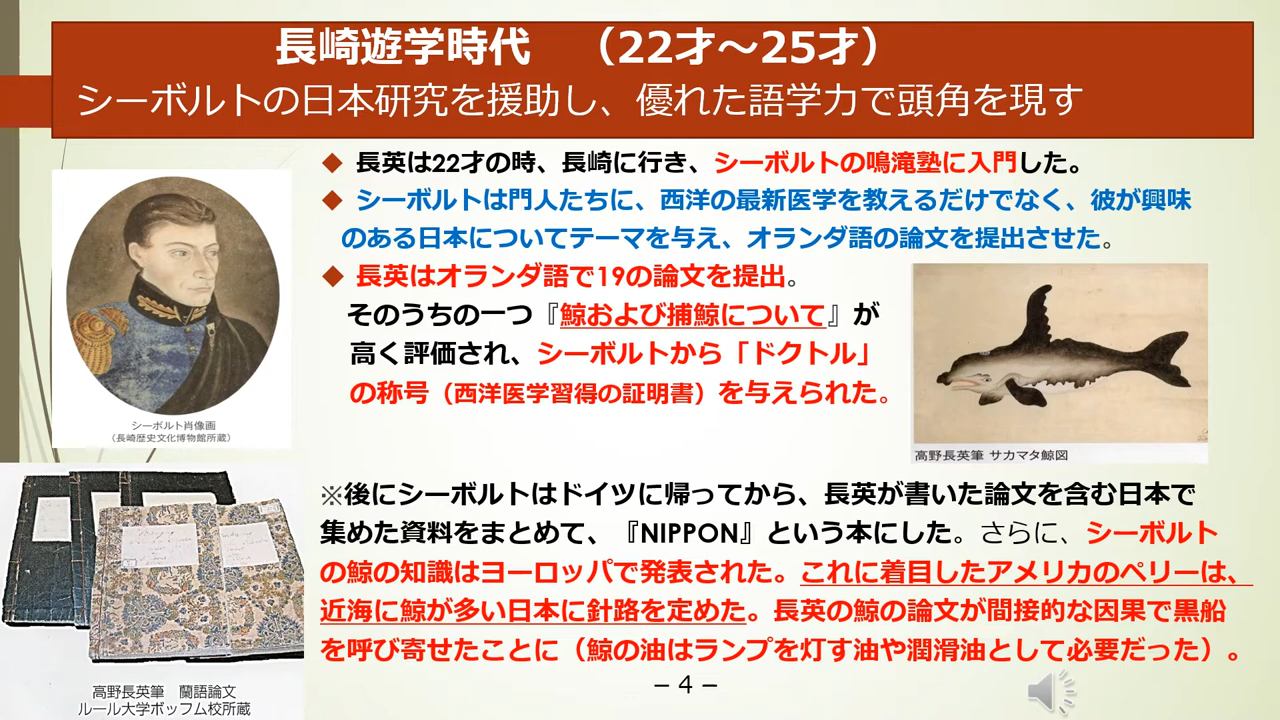 長崎遊学時代　（22才～25才）
シーボルトの日本研究を援助し、優れた語学力で頭角を現す
◆ 長英は22才の時、長崎に行き、シーボルトの鳴滝塾に入門した。
◆ シーボルトは門人たちに、西洋の最新医学を教えるだけでなく、彼が興味
のある日本についてテーマを与え、オランダ語の論文を提出させた。
◆ 長英はオランダ語で19の論文を提出。
そのうちの一つ『鯨および捕鯨について』が
高く評価され、シーボルトから「ドクトル」
の称号（西洋医学習得の証明書）を与えられた。
シーボルト肖像画
（長崎歴史文化博物館所蔵）
高野長英筆 サカマタ鯨図
※後にシーボルトはドイツに帰ってから、長英が書いた論文を含む日本で
集めた資料をまとめて、『NIPPON』という本にした。さらに、シーボルト
の鯨の知識はヨーロッパで発表された。これに着目したアメリカのペリーは、
近海に鯨が多い日本に針路を定めた。長英の鯨の論文が間接的な因果で黒船
を呼び寄せたことに（鯨の油はランプを灯す油や潤滑油として必要だった）。
高野長英筆　蘭語論文
ルール大学ボッフム校所蔵
－４－